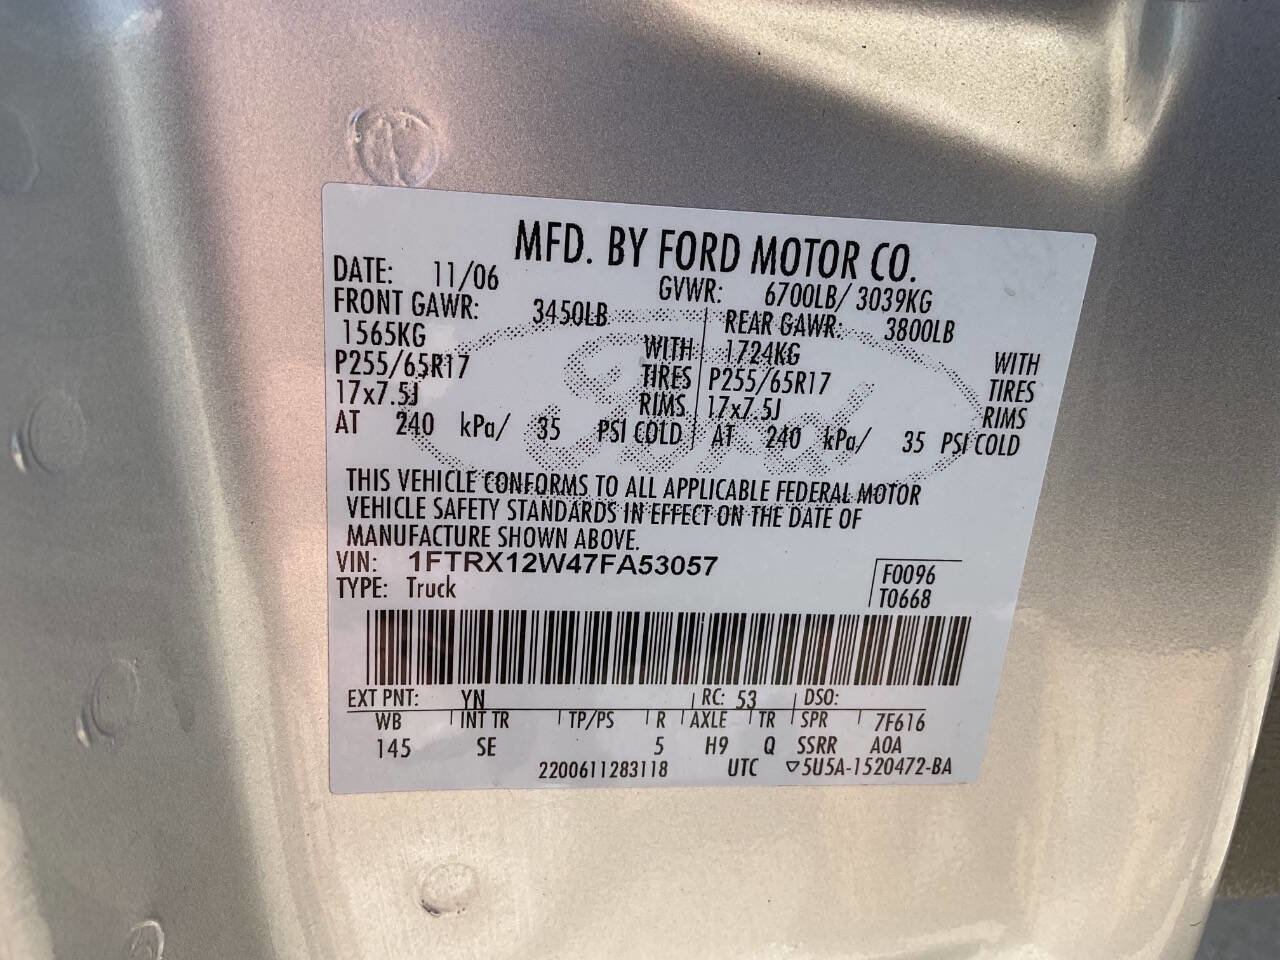 MFD. BY FORD MOTOR CO.
DATE: 11/06 GVWR: 6700LB/ 3039KG
FRONT GAWR: 3450LB REAR GAWR: 3800LB
1565KG WITH 1724KG WITH
P255/65R17 TIRES P255/65R17 TIRES
17x7.5J RIMS 17x7.5J RIMS
AT 240 kPa/ 35 PSI COLD AT 240 kPa/ 35 PSI COLD
Ford
THIS VEHICLE CONFORMS TO ALL APPLICABLE FEDERAL MOTOR
VEHICLE SAFETY STANDARDS IN EFFECT ON THE DATE OF
MANUFACTURE SHOWN ABOVE.
VIN: 1FTRX12W47FA53057 F0096
TYPE: Truck T0668
EXT PNT: YN RC: 53 DSO:
WB INT TR TP/PS R AXLE TR SPR 7F616
145 SE 5 H9 Q SSRR A0A
2200611283118 UTC ▽5U5A-1520472-BA